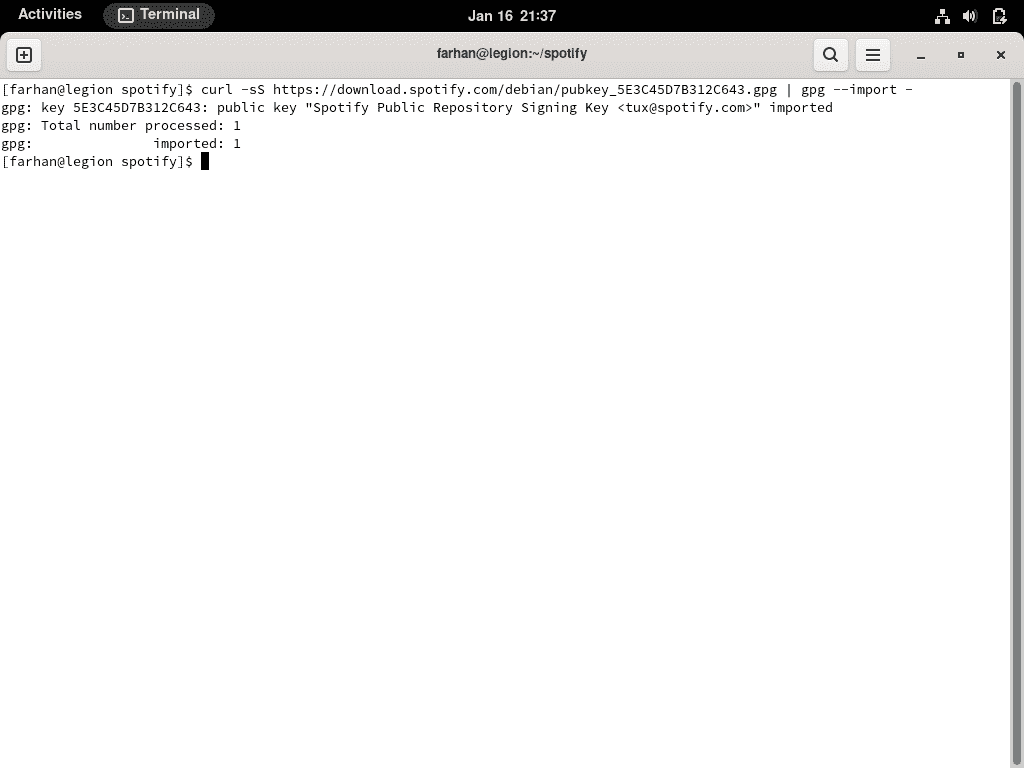 Activities
Terminal
Jan 16 21:37
farhan@legion:~/spotify
[farhan@legion spotify]$ curl -sS https://download.spotify.com/debian/pubkey_5E3C45D7B312C643.gpg | gpg --import -
gpg: key 5E3C45D7B312C643: public key "Spotify Public Repository Signing Key <tux@spotify.com>" imported
gpg: Total number processed: 1
gpg:               imported: 1
[farhan@legion spotify]$